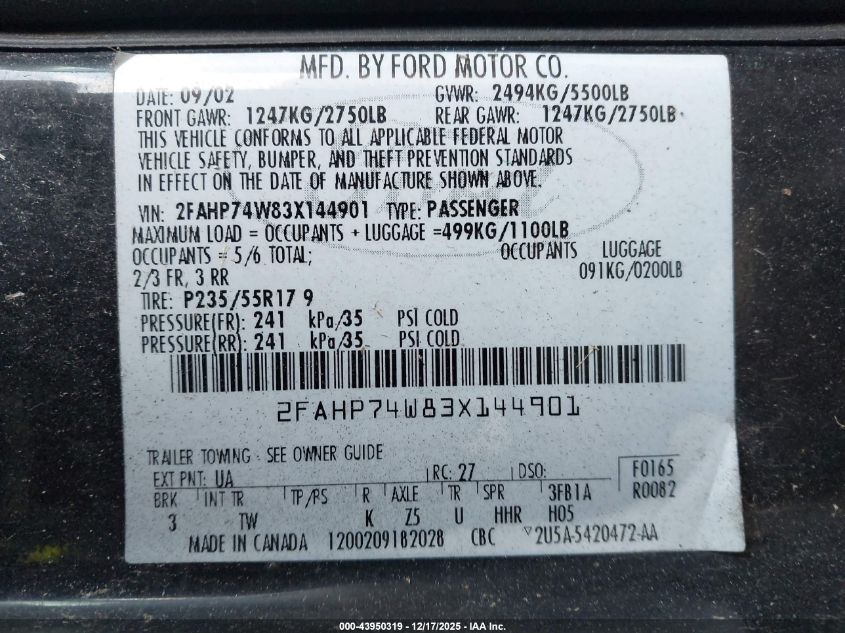 MFD. BY FORD MOTOR CO.
DATE: 09/02 GVWR: 2494KG/5500LB
FRONT GAWR: 1247KG/2750LB REAR GAWR: 1247KG/2750LB
THIS VEHICLE CONFORMS TO ALL APPLICABLE FEDERAL MOTOR
VEHICLE SAFETY, BUMPER, AND THEFT PREVENTION STANDARDS
IN EFFECT ON THE DATE OF MANUFACTURE SHOWN ABOVE.
VIN: 2FAHP74W83X144901 TYPE: PASSENGER
MAXIMUM LOAD = OCCUPANTS + LUGGAGE =499KG/1100LB
OCCUPANTS = 5/6 TOTAL; OCCUPANTS LUGGAGE
2/3 FR, 3 RR 091KG/0200LB
TIRE: P235/55R17 9
PRESSURE(FR): 241 kPa/35 PSI COLD
PRESSURE(RR): 241 kPa/35 PSI COLD
2FAHP74W83X144901
TRAILER TOWING - SEE OWNER GUIDE
EXT PNT: UA RC: 27 DSO: F0165
BRK INT TR TP/PS R AXLE TR SPR 3FB1A R0082
3 TW K Z5 U HHR H05
MADE IN CANADA 1200209182028 CBC 2U5A-5420472-AA
000-43950319 - 12/17/2025 - IAA Inc.